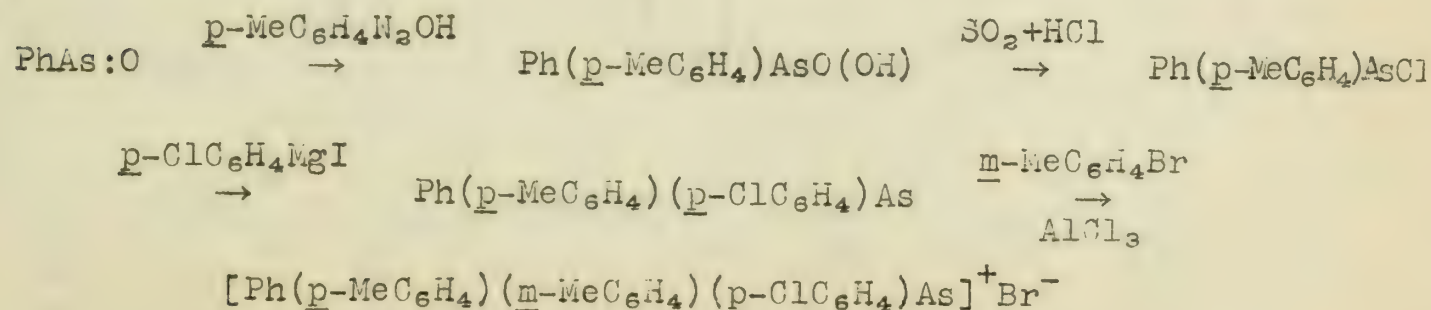 p-MeC₆H₄N₂OH SO₂+HCl
PhAs:O → Ph(p-MeC₆H₄)AsO(OH) → Ph(p-MeC₆H₄)AsCl
p-ClC₆H₄MgI m-MeC₆H₄Br
→ Ph(p-MeC₆H₄)(p-ClC₆H₄)As →
AlCl₃
[Ph(p-MeC₆H₄)(m-MeC₆H₄)(p-ClC₆H₄)As]⁺Br⁻